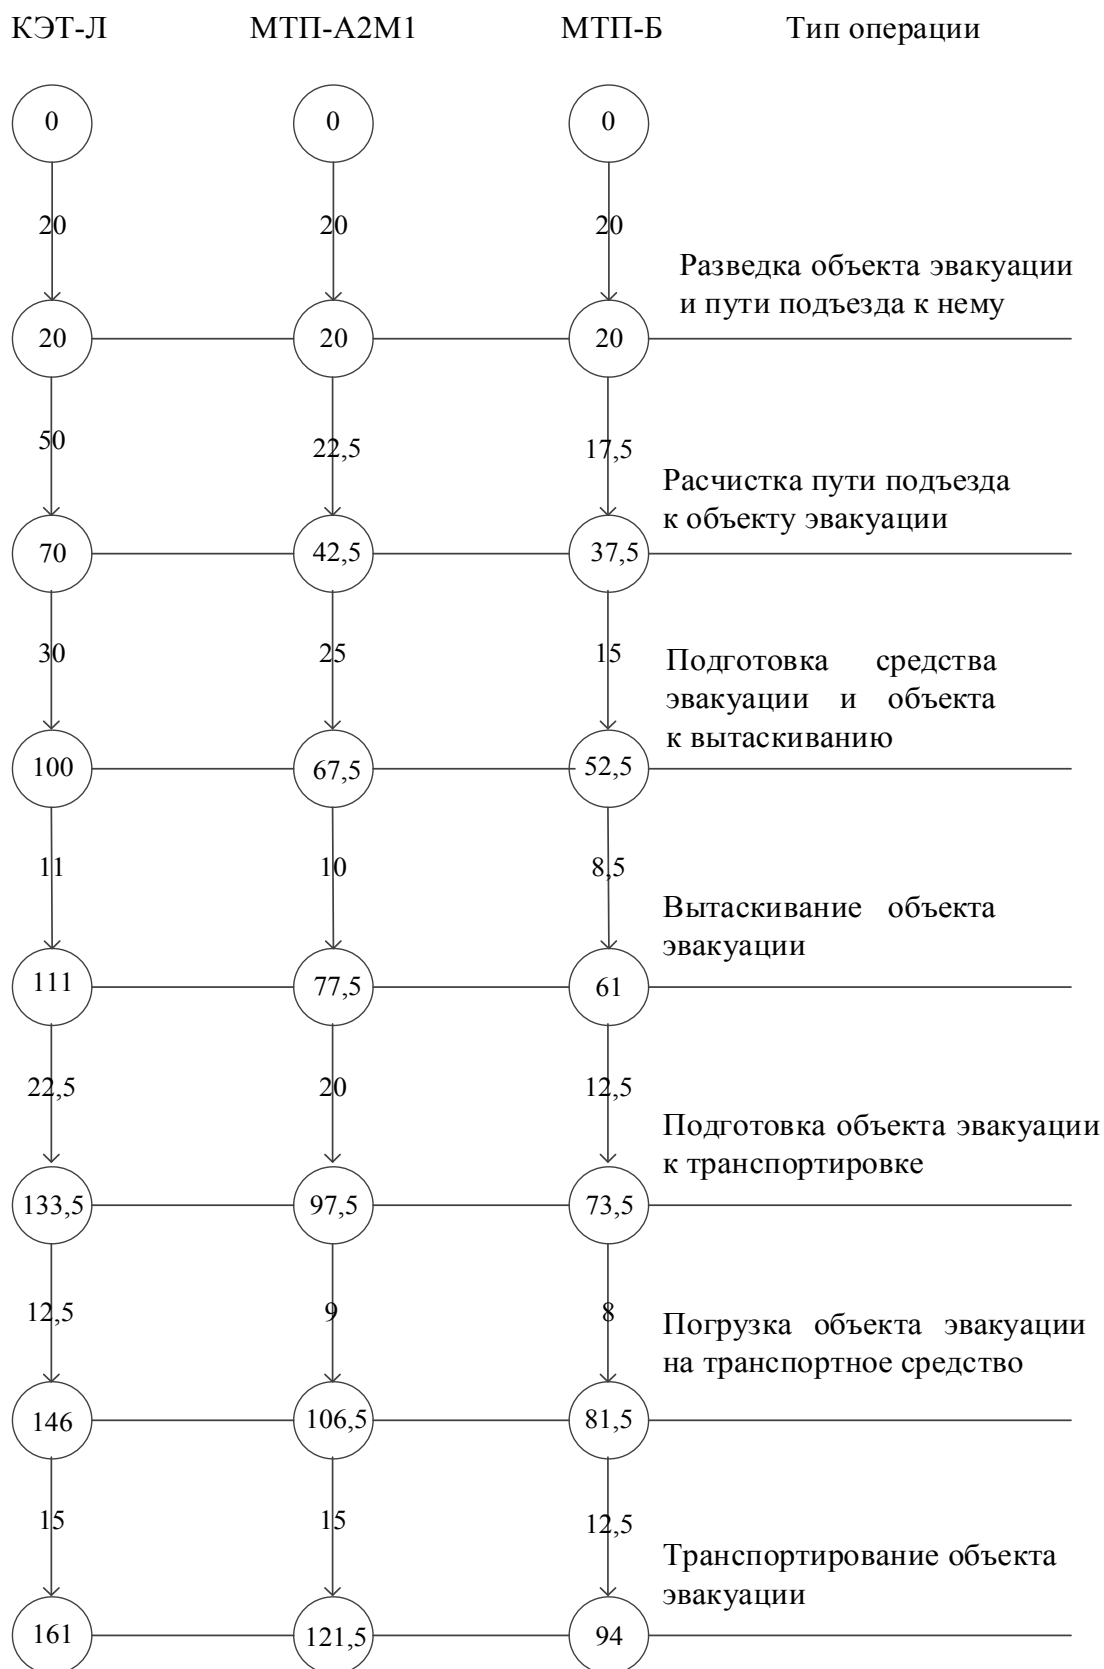 КЭТ-Л МТП-А2М1 МТП-Б Тип операции
0 0 0
20 20 20
Разведка объекта эвакуации
и пути подъезда к нему
20 20 20
50 22,5 17,5
Расчистка пути подъезда
к объекту эвакуации
70 42,5 37,5
30 25 15
Подготовка средства
эвакуации и объекта
к вытаскиванию
100 67,5 52,5
11 10 8,5
Вытаскивание объекта
эвакуации
111 77,5 61
22,5 20 12,5
Подготовка объекта эвакуации
к транспортировке
133,5 97,5 73,5
12,5 9 8
Погрузка объекта эвакуации
на транспортное средство
146 106,5 81,5
15 15 12,5
Транспортирование объекта
эвакуации
161 121,5 94